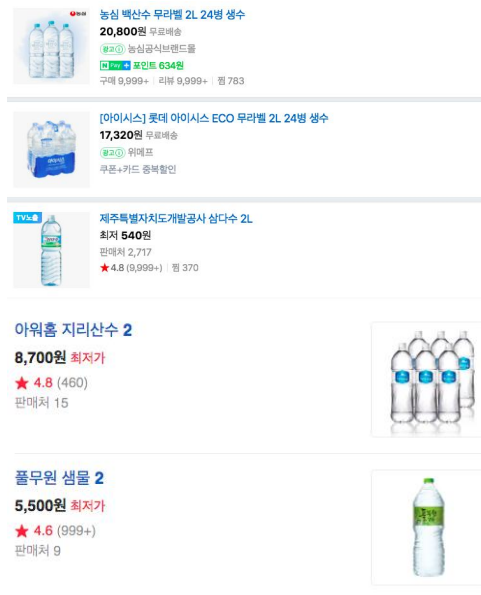 농심
농심 백산수 무라벨 2L 24병 생수
20,800원 무료배송
광고 농심공식브랜드몰
N Pay + 포인트 634원
구매 9,999+ 리뷰 9,999+ 찜 783
[아이시스] 롯데 아이시스 ECO 무라벨 2L 24병 생수
17,320원 무료배송
광고 위메프
쿠폰+카드 중복할인
아이시스
TV노출
제주특별자치도개발공사 삼다수 2L
최저 540원
판매처 2,717
★4.8 (9,999+) 찜 370
아워홈 지리산수 2
8,700원 최저가
★ 4.8 (460)
판매처 15
풀무원 샘물 2
5,500원 최저가
★ 4.6 (999+)
판매처 9